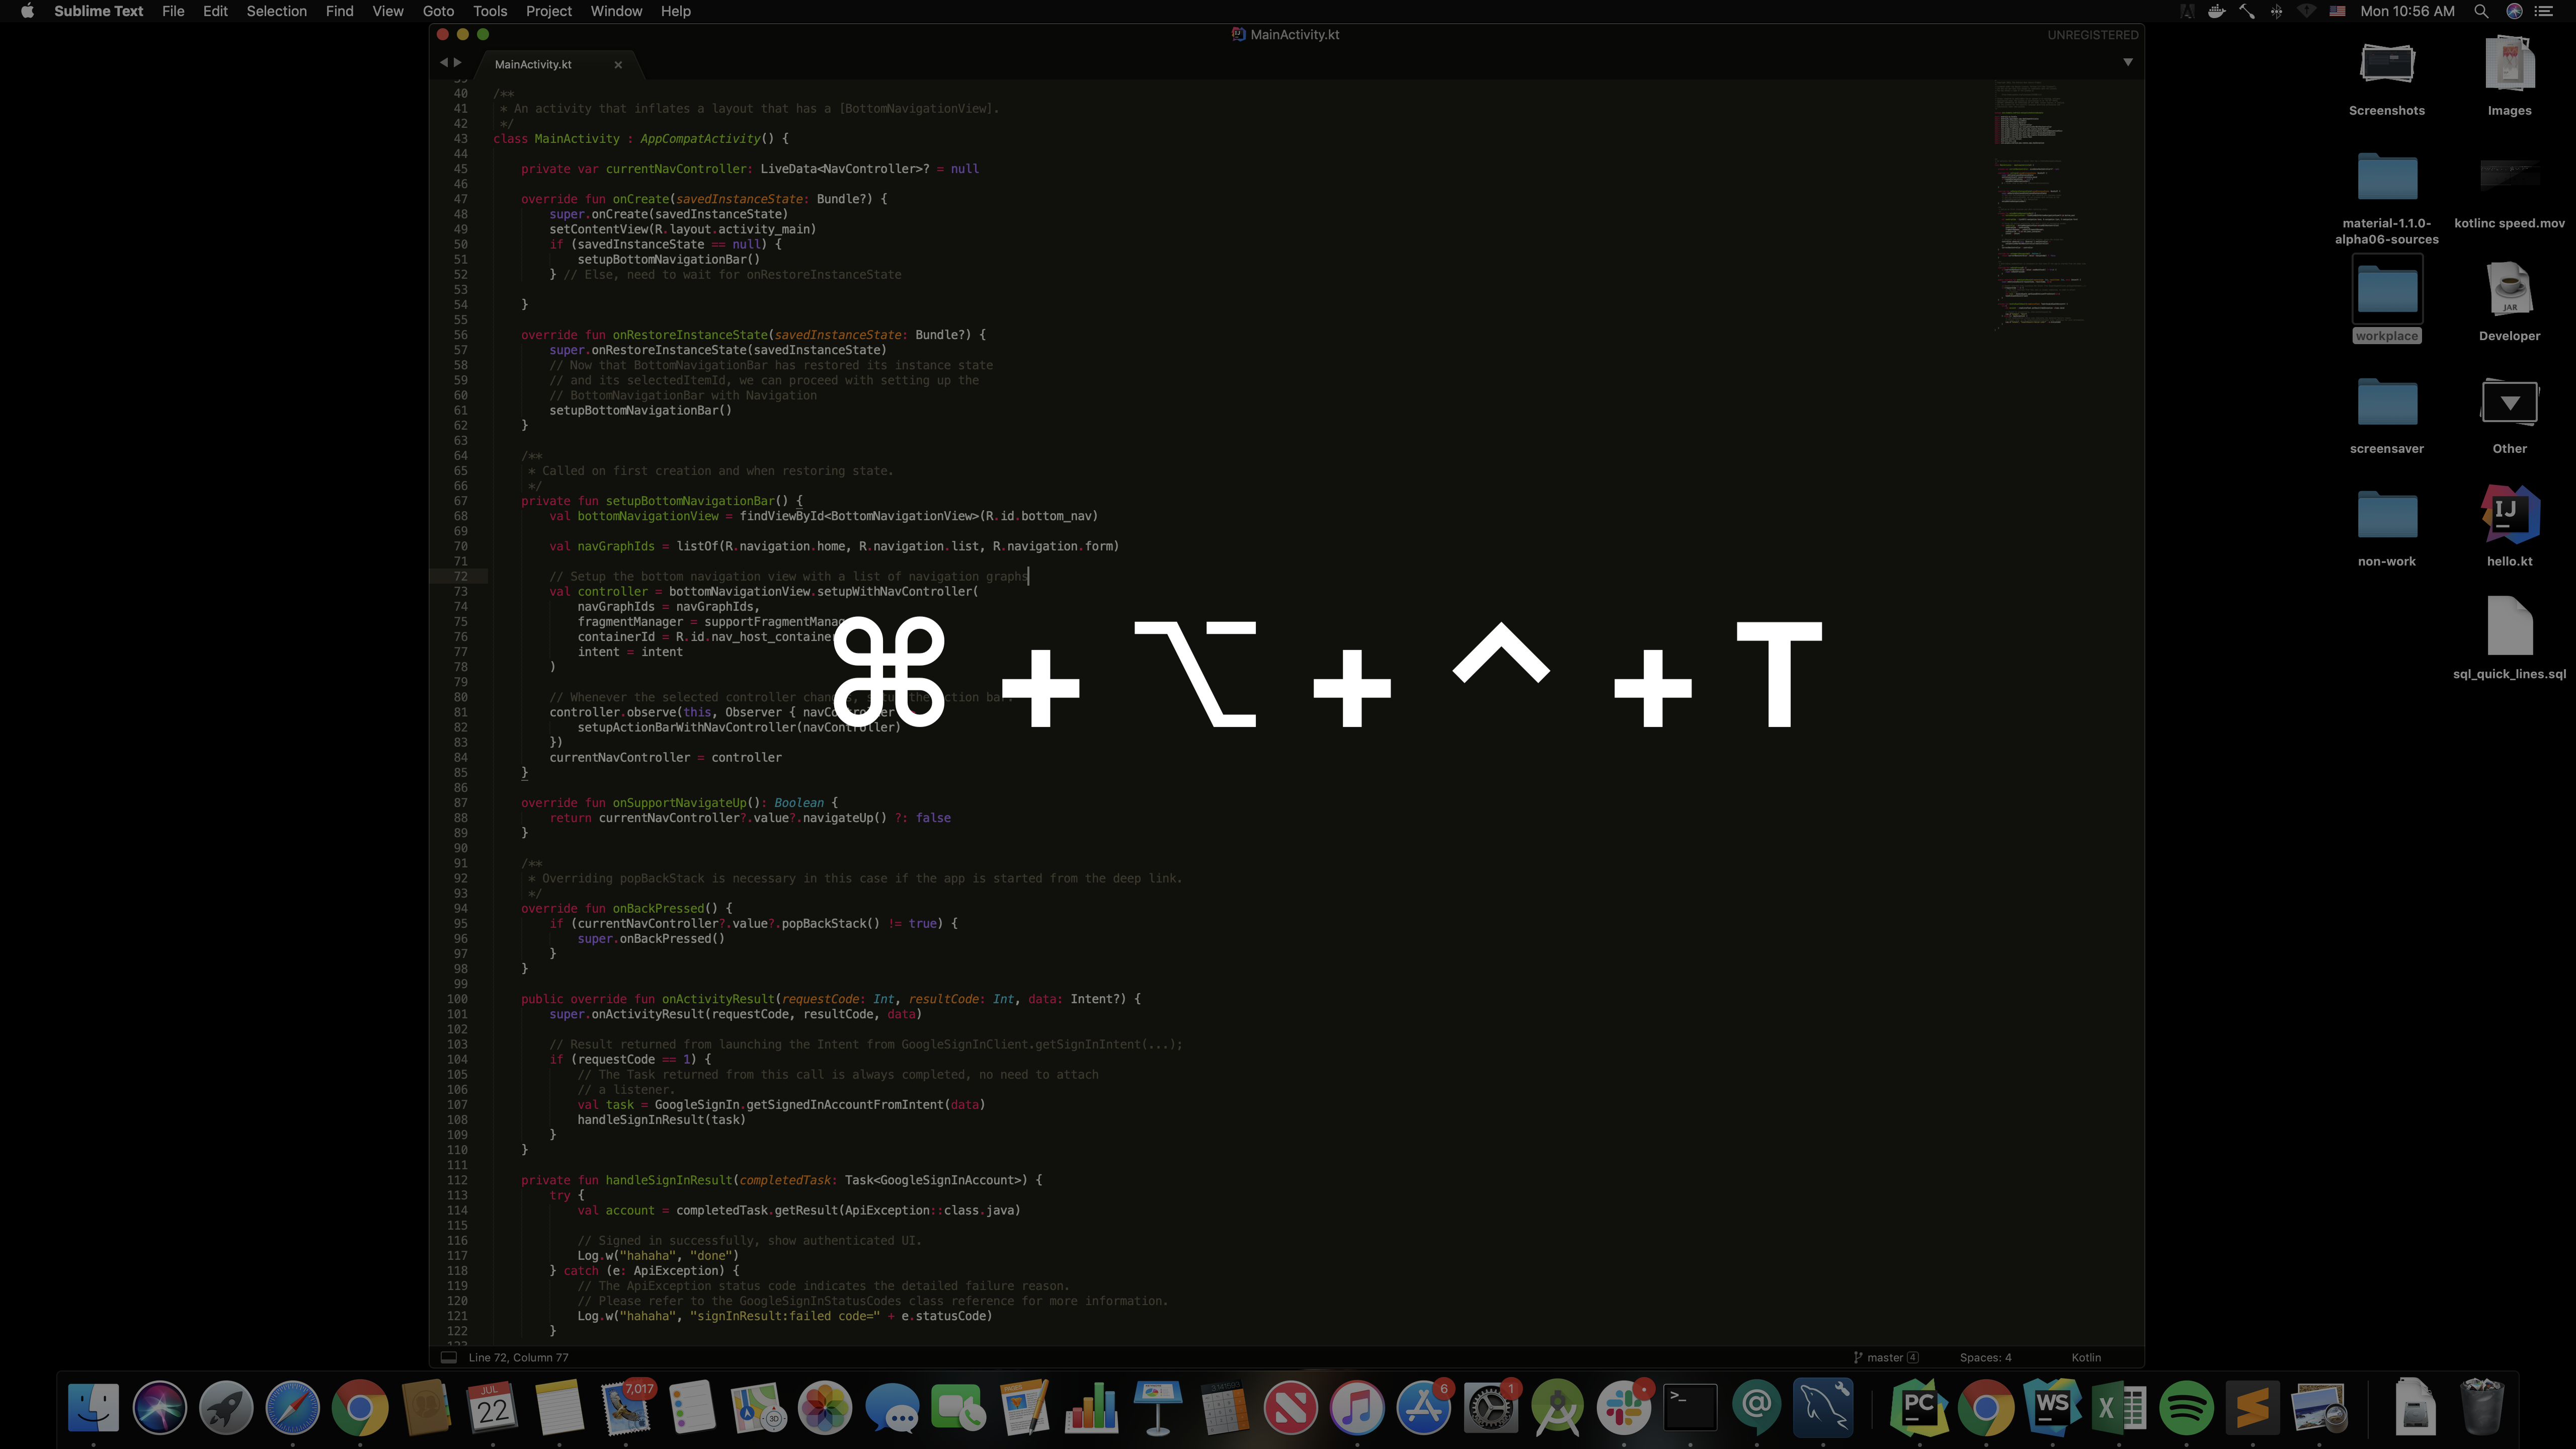 Sublime Text File Edit Selection Find View Goto Tools Project Window Help Mon 10:56 AM
MainActivity.kt UNREGISTERED
MainActivity.kt
40 /**
41 * An activity that inflates a layout that has a [BottomNavigationView].
42 */
43 class MainActivity : AppCompatActivity() {
44
45 private var currentNavController: LiveData<NavController>? = null
46
47 override fun onCreate(savedInstanceState: Bundle?) {
48 super.onCreate(savedInstanceState)
49 setContentView(R.layout.activity_main)
50 if (savedInstanceState == null) {
51 setupBottomNavigationBar()
52 } // Else, need to wait for onRestoreInstanceState
53
54 }
55
56 override fun onRestoreInstanceState(savedInstanceState: Bundle?) {
57 super.onRestoreInstanceState(savedInstanceState)
58 // Now that BottomNavigationBar has restored its instance state
59 // and its selectedItemId, we can proceed with setting up the
60 // BottomNavigationBar with Navigation
61 setupBottomNavigationBar()
62 }
63
64 /**
65 * Called on first creation and when restoring state.
66 */
67 private fun setupBottomNavigationBar() {
68 val bottomNavigationView = findViewById<BottomNavigationView>(R.id.bottom_nav)
69
70 val navGraphIds = listOf(R.navigation.home, R.navigation.list, R.navigation.form)
71
72 // Setup the bottom navigation view with a list of navigation graphs
73 val controller = bottomNavigationView.setupWithNavController(
74 navGraphIds = navGraphIds,
75 fragmentManager = supportFragmentManag
76 containerId = R.id.nav_host_container
77 intent = intent
78 )
79
80 // Whenever the selected controller chan
81 controller.observe(this, Observer { navCo
82 setupActionBarWithNavController(navController)
83 })
84 currentNavController = controller
85 }
86
87 override fun onSupportNavigateUp(): Boolean {
88 return currentNavController?.value?.navigateUp() ?: false
89 }
90
91 /**
92 * Overriding popBackStack is necessary in this case if the app is started from the deep link.
93 */
94 override fun onBackPressed() {
95 if (currentNavController?.value?.popBackStack() != true) {
96 super.onBackPressed()
97 }
98 }
99
100 public override fun onActivityResult(requestCode: Int, resultCode: Int, data: Intent?) {
101 super.onActivityResult(requestCode, resultCode, data)
102
103 // Result returned from launching the Intent from GoogleSignInClient.getSignInIntent(...);
104 if (requestCode == 1) {
105 // The Task returned from this call is always completed, no need to attach
106 // a listener.
107 val task = GoogleSignIn.getSignedInAccountFromIntent(data)
108 handleSignInResult(task)
109 }
110 }
111
112 private fun handleSignInResult(completedTask: Task<GoogleSignInAccount>) {
113 try {
114 val account = completedTask.getResult(ApiException::class.java)
115
116 // Signed in successfully, show authenticated UI.
117 Log.w("hahaha", "done")
118 } catch (e: ApiException) {
119 // The ApiException status code indicates the detailed failure reason.
120 // Please refer to the GoogleSignInStatusCodes class reference for more information.
121 Log.w("hahaha", "signInResult:failed code=" + e.statusCode)
122 }
⌘ + ⌥ + ^ + T
Line 72, Column 77 master 4 Spaces: 4 Kotlin
Screenshots Images
material-1.1.0-
alpha06-sources
kotlinc speed.mov
JAR
workplace Developer
screensaver Other
IJ
non-work hello.kt
sql_quick_lines.sql
JUL
22
7,017
3D
6
1
>_
@
PC
WS
X